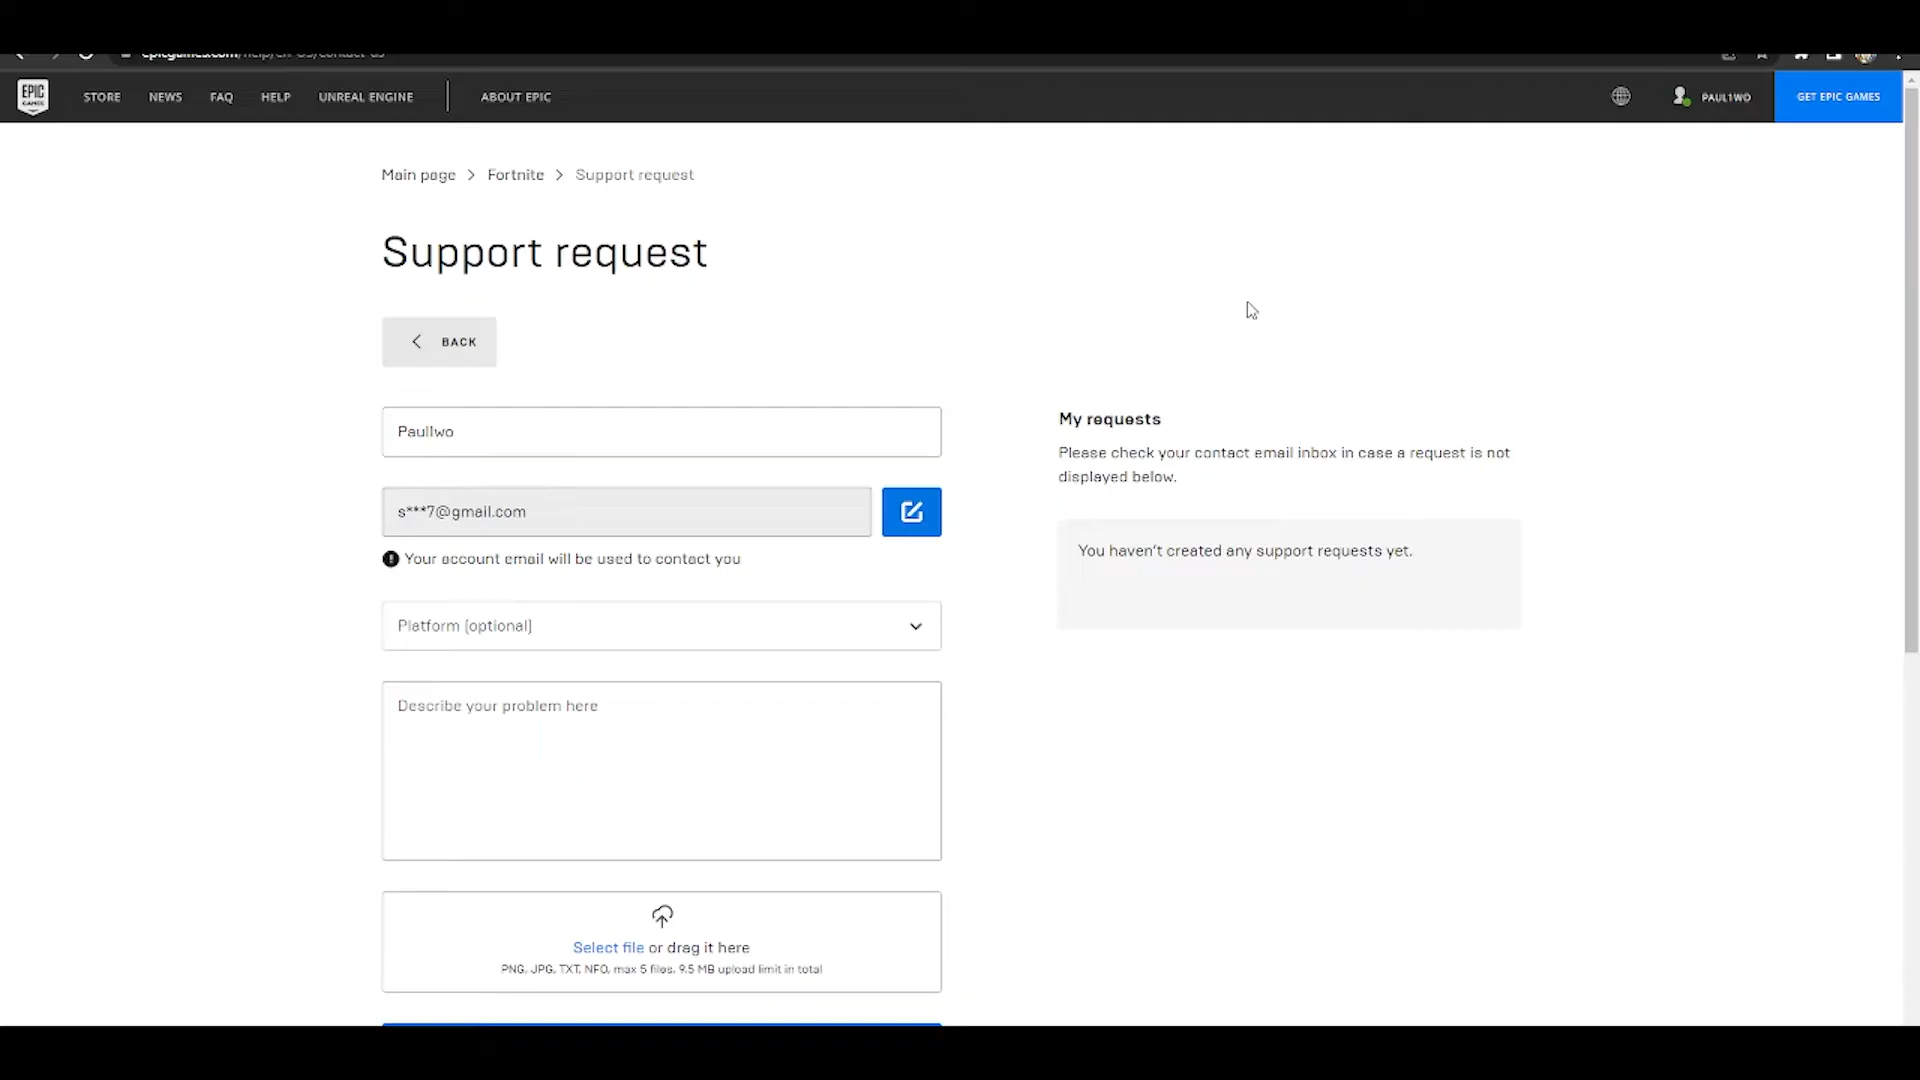 EPIC GAMES
STORE
NEWS
FAQ
HELP
UNREAL ENGINE
ABOUT EPIC
PAUL1WO
GET EPIC GAMES
Main page > Fortnite > Support request
Support request
BACK
Paul1wo
s***7@gmail.com
Your account email will be used to contact you
Platform (optional)
Describe your problem here
Select file or drag it here
PNG, JPG, TXT, NFO, max 5 files, 9.5 MB upload limit in total
My requests
Please check your contact email inbox in case a request is not
displayed below.
You haven't created any support requests yet.